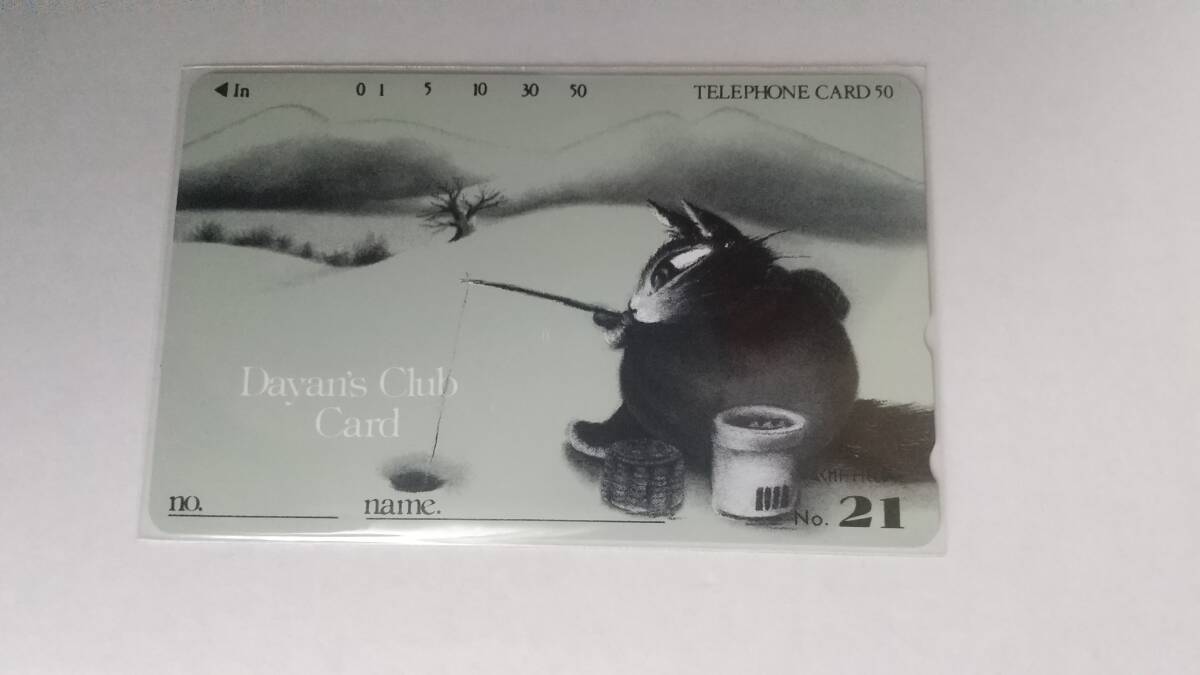 ◀ In 0 1 5 10 30 50 TELEPHONE CARD 50
Dayan's Club
Card
no. name.
No. 21